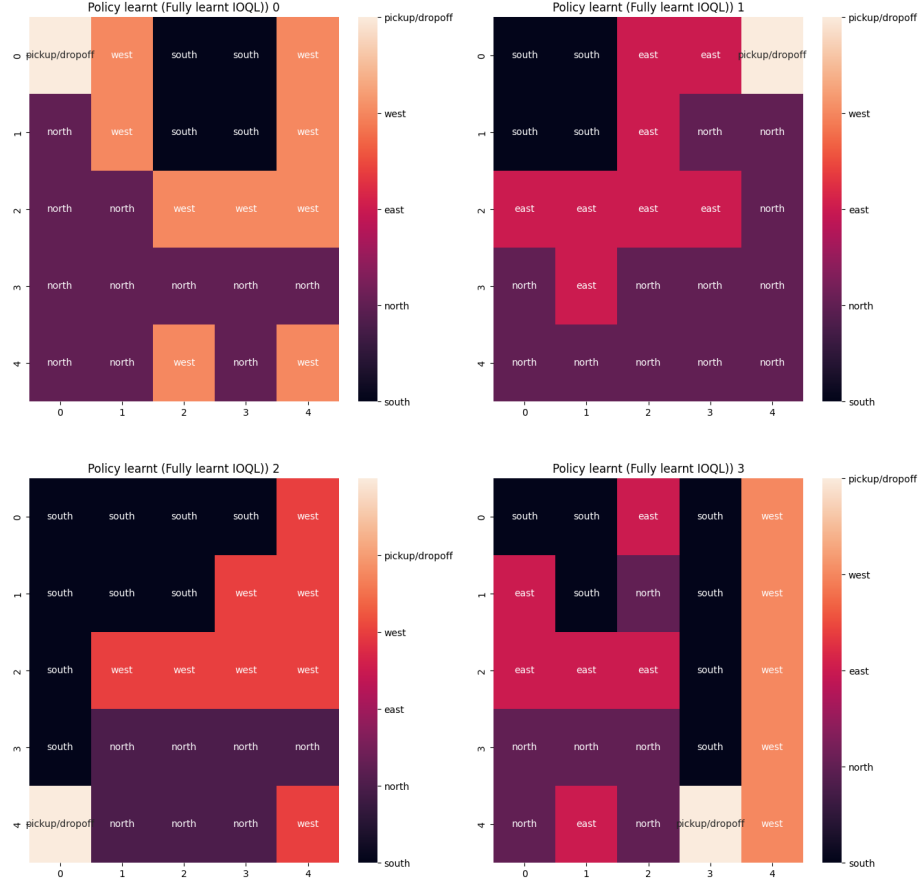 Policy learnt (Fully learnt IOQL)) 0
pickup/dropoff
0 pickup/dropoff west south south west
west
1 north west south south west
2 north north west west west
east
3 north north north north north
north
4 north north west north west
south
0 1 2 3 4
Policy learnt (Fully learnt IOQL)) 1
pickup/dropoff
0 south south east east pickup/dropoff
west
1 south south east north north
2 east east east east north
east
3 north east north north north
north
4 north north north north north
south
0 1 2 3 4
Policy learnt (Fully learnt IOQL)) 2
0 south south south south west
pickup/dropoff
1 south south south west west
west
2 south west west west west
east
3 south north north north north
north
4 pickup/dropoff north north north west
south
0 1 2 3 4
Policy learnt (Fully learnt IOQL)) 3
pickup/dropoff
0 south south east south west
west
1 east south north south west
2 east east east south west
east
3 north north north south west
north
4 north east north pickup/dropoff west
south
0 1 2 3 4